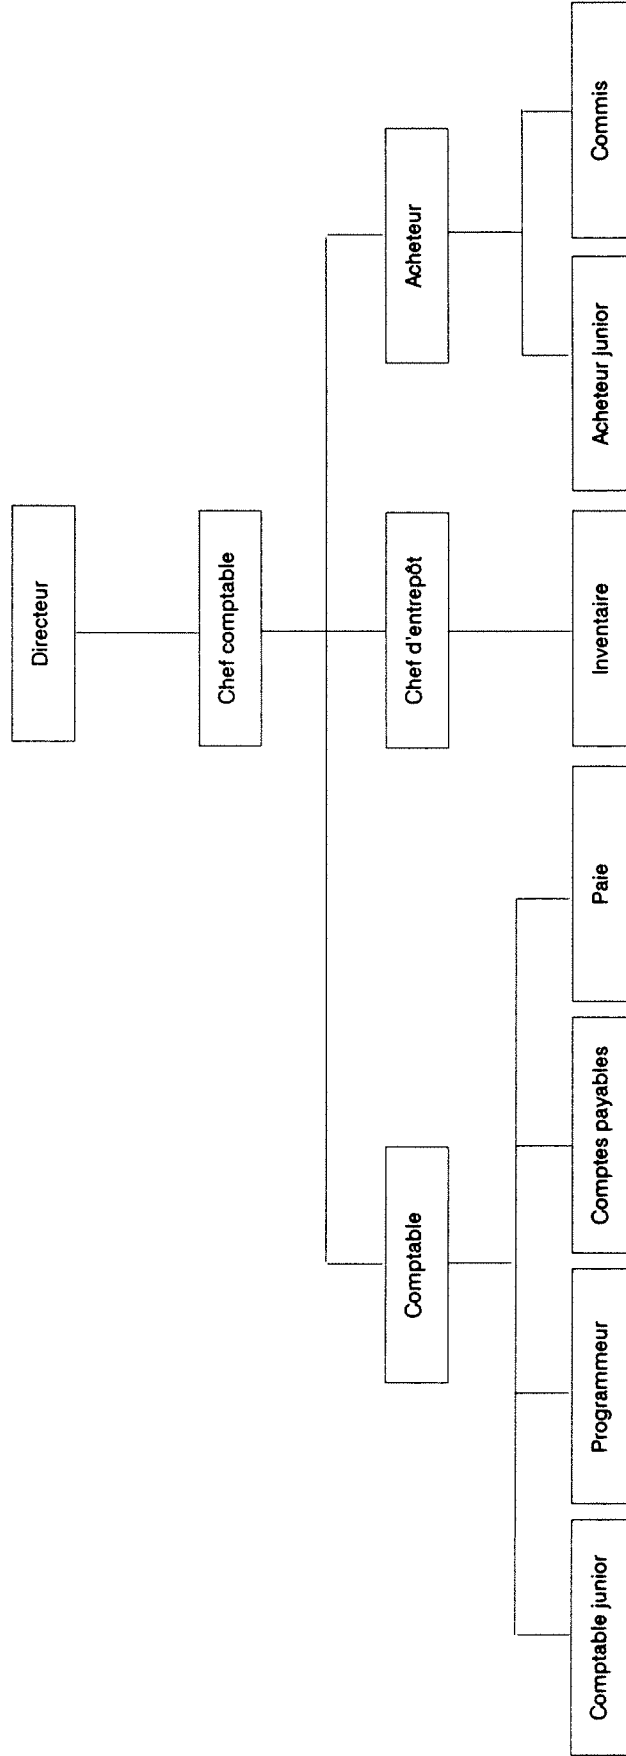 Directeur
Chef comptable
Comptable
Chef d'entrepôt
Acheteur
Comptable junior
Programmeur
Comptes payables
Paie
Inventaire
Acheteur junior
Commis